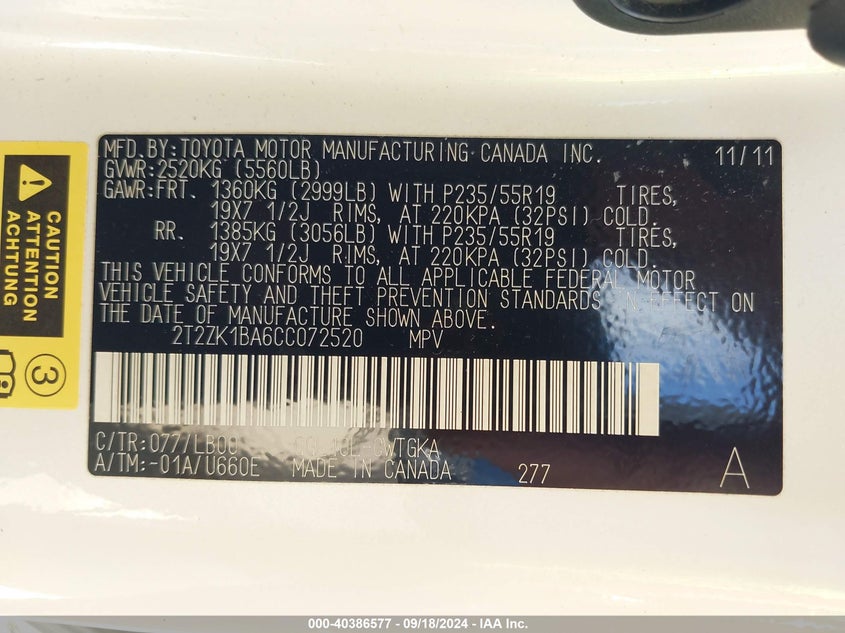 MFD.BY:TOYOTA MOTOR MANUFACTURING CANADA INC. 11/11
GVWR:2520KG (5560LB)
GAWR:FRT. 1360KG (2999LB) WITH P235/55R19 TIRES,
19X7 1/2J RIMS, AT 220KPA (32PSI) COLD.
RR. 1385KG (3056LB) WITH P235/55R19 TIRES,
19X7 1/2J RIMS, AT 220KPA (32PSI) COLD.
THIS VEHICLE CONFORMS TO ALL APPLICABLE FEDERAL MOTOR
VEHICLE SAFETY AND THEFT PREVENTION STANDARDS IN EFFECT ON
THE DATE OF MANUFACTURE SHOWN ABOVE.
2T2ZK1BA6CC072520 MPV
C/TR:077/LB00
A/TM:-01A/U660E MADE IN CANADA 277 A
ATTENTION
ACHTUNG
3
000-40386577 - 09/18/2024 - IAA Inc.